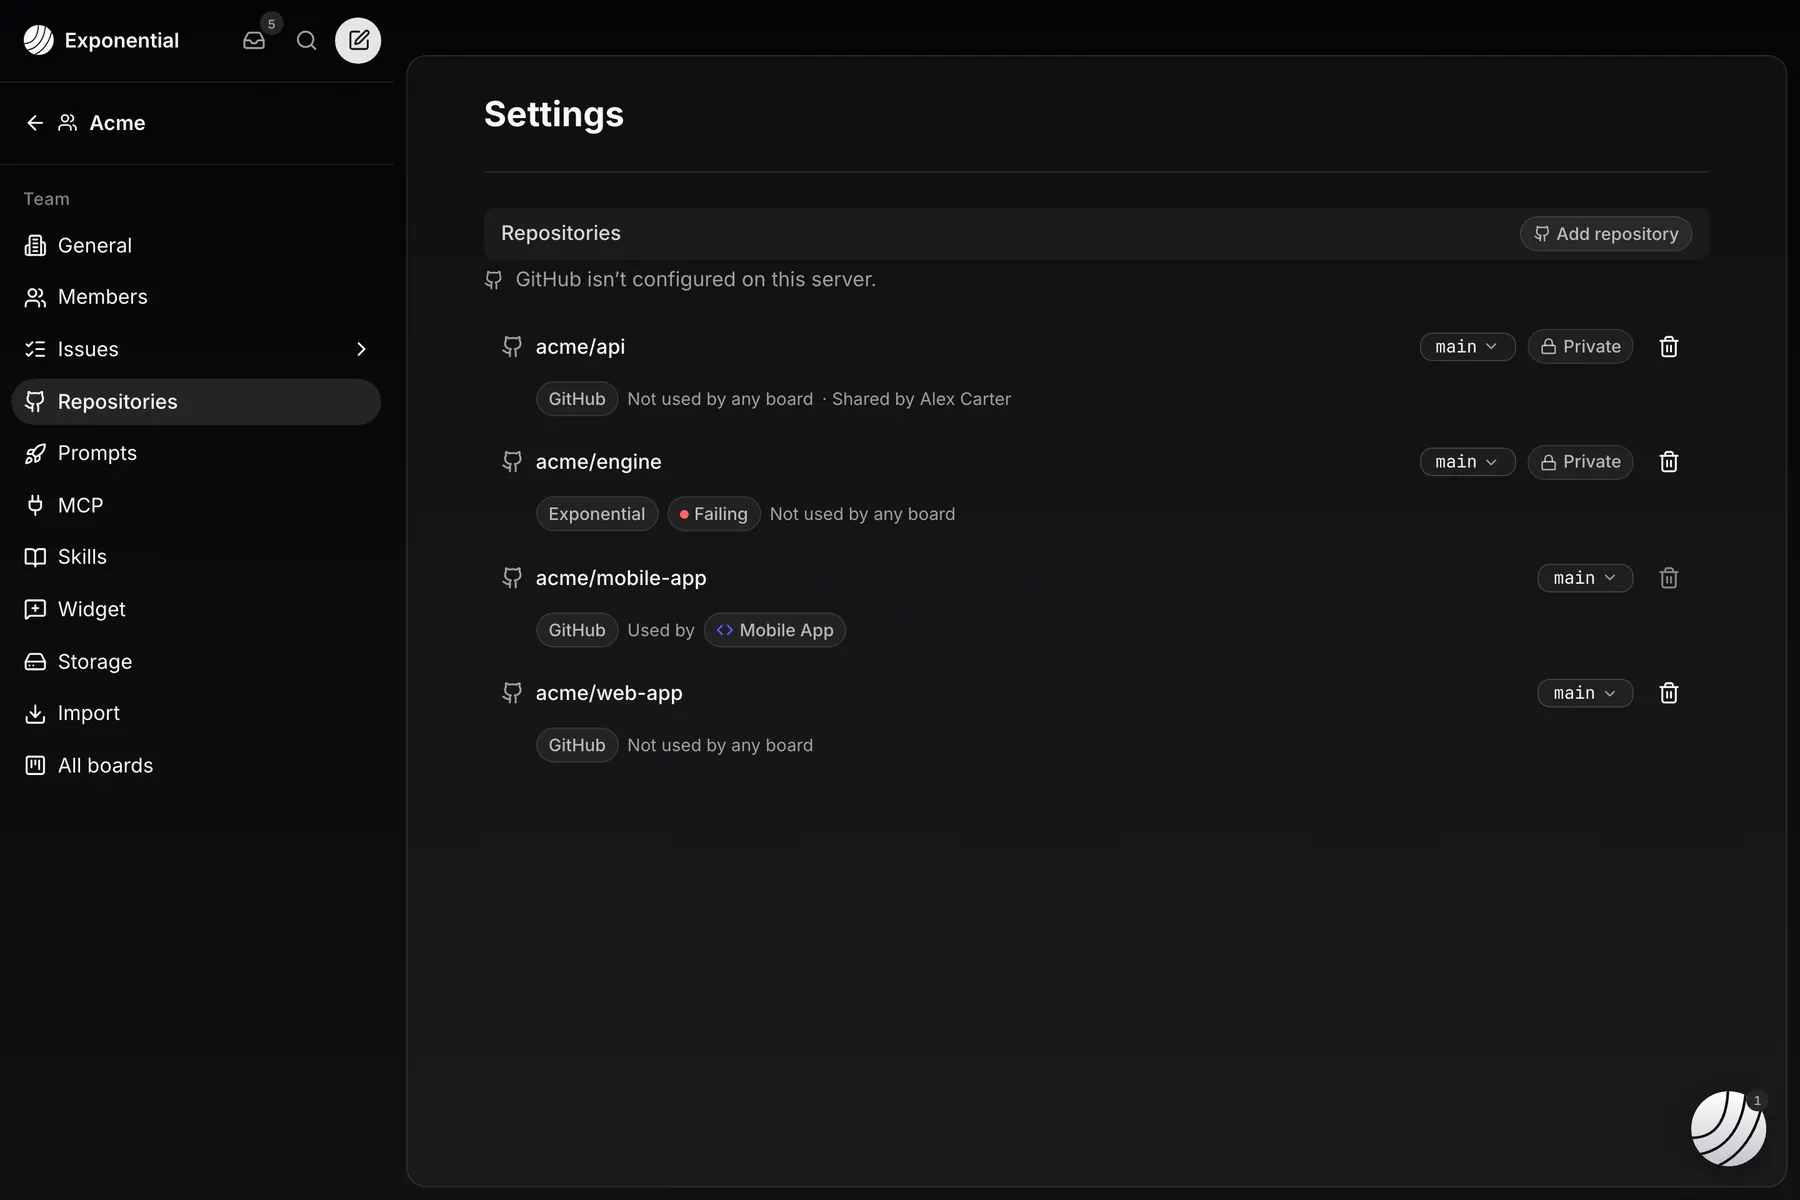 Exponential
5
Acme
Team
General
Members
Issues
Repositories
Prompts
MCP
Skills
Widget
Storage
Import
All boards
Settings
Repositories
Add repository
GitHub isn’t configured on this server.
acme/api
main
Private
GitHub Not used by any board · Shared by Alex Carter
acme/engine
main
Private
Exponential Failing Not used by any board
acme/mobile-app
main
GitHub Used by Mobile App
acme/web-app
main
GitHub Not used by any board
1